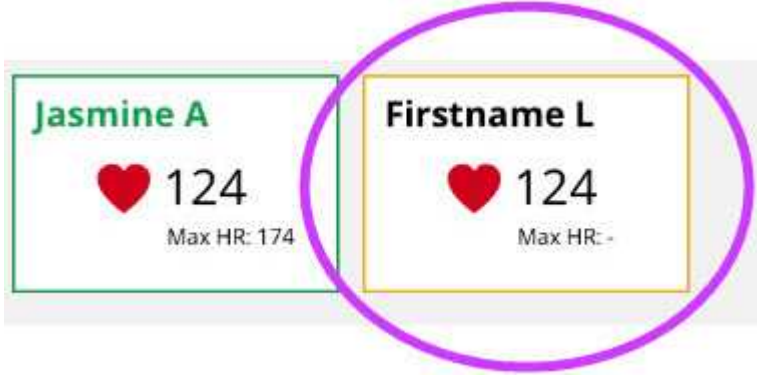 Jasmine A
124
Max HR: 174
Firstname L
124
Max HR: -